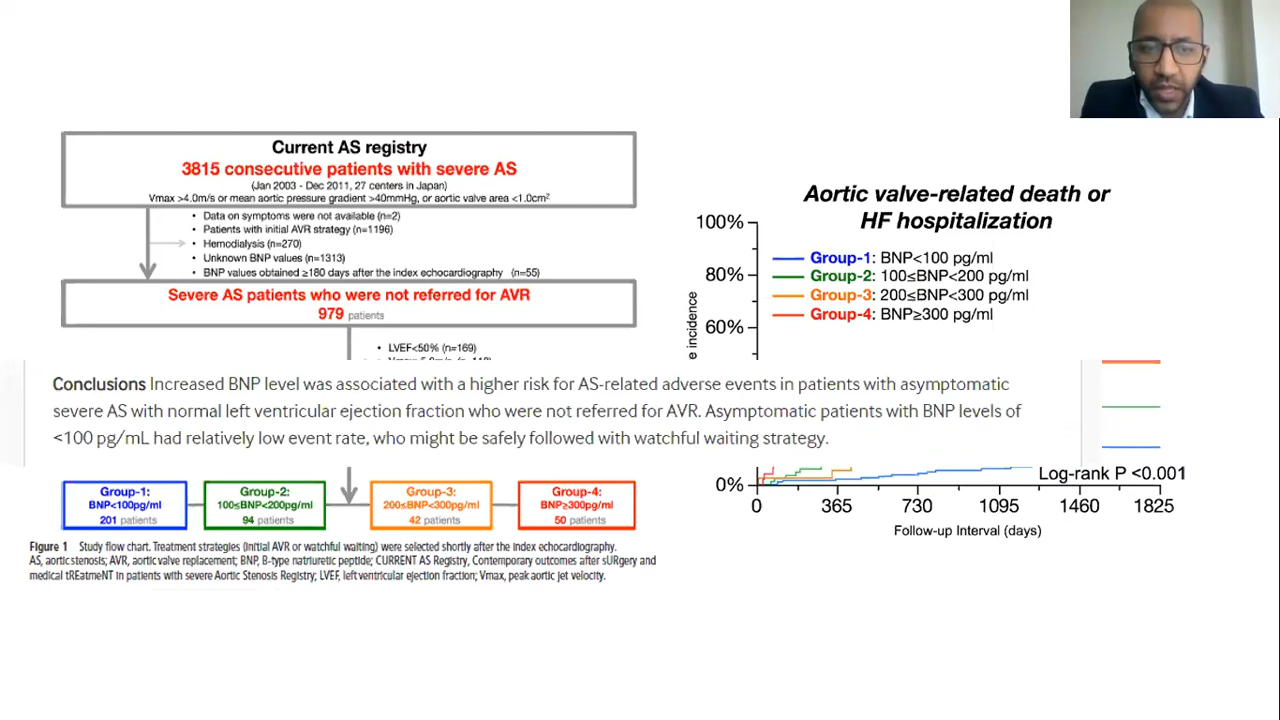 Current AS registry
3815 consecutive patients with severe AS
(Jan 2003 - Dec 2011, 27 centers in Japan)
Vmax >4.0m/s or mean aortic pressure gradient >40mmHg, or aortic valve area <1.0cm²
• Data on symptoms were not available (n=2)
• Patients with initial AVR strategy (n=1196)
• Hemodialysis (n=270)
• Unknown BNP values (n=1313)
• BNP values obtained ≥180 days after the index echocardiography (n=55)
Severe AS patients who were not referred for AVR
979 patients
• LVEF<50% (n=169)
Conclusions Increased BNP level was associated with a higher risk for AS-related adverse events in patients with asymptomatic
severe AS with normal left ventricular ejection fraction who were not referred for AVR. Asymptomatic patients with BNP levels of
<100 pg/mL had relatively low event rate, who might be safely followed with watchful waiting strategy.
Group-1:
BNP<100pg/ml
201 patients
Group-2:
100≤BNP<200pg/ml
94 patients
Group-3:
200≤BNP<300pg/ml
42 patients
Group-4:
BNP≥300pg/ml
50 patients
Figure 1 Study flow chart. Treatment strategies (initial AVR or watchful waiting) were selected shortly after the index echocardiography.
AS, aortic stenosis; AVR, aortic valve replacement; BNP, B-type natriuretic peptide; CURRENT AS Registry, Contemporary outcomes after sURgery and
medical tREatmeNT in patients with severe Aortic Stenosis Registry; LVEF, left ventricular ejection fraction; Vmax, peak aortic jet velocity.
Aortic valve-related death or
HF hospitalization
100%
80%
60%
0%
e incidence
Group-1: BNP<100 pg/ml
Group-2: 100≤BNP<200 pg/ml
Group-3: 200≤BNP<300 pg/ml
Group-4: BNP≥300 pg/ml
Log-rank P <0.001
0 365 730 1095 1460 1825
Follow-up Interval (days)